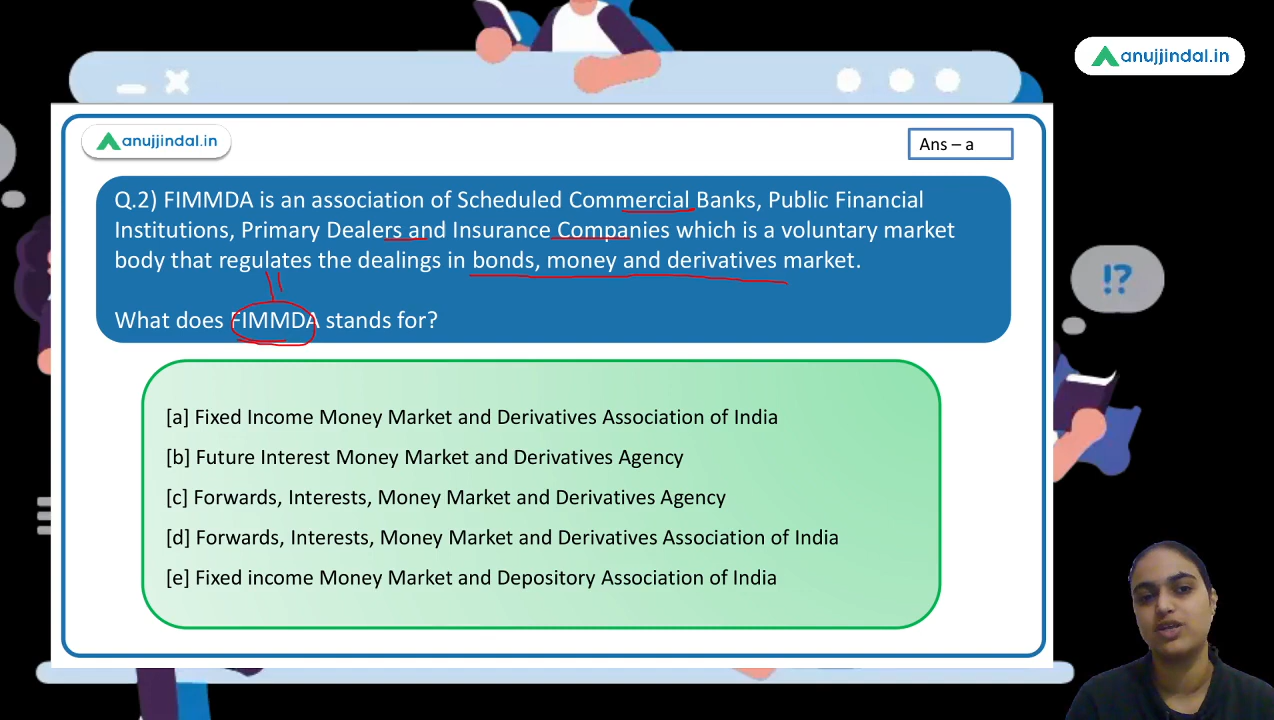 anujjindal.in
anujjindal.in
Ans – a
Q.2) FIMMDA is an association of Scheduled Commercial Banks, Public Financial
Institutions, Primary Dealers and Insurance Companies which is a voluntary market
body that regulates the dealings in bonds, money and derivatives market.
What does FIMMDA stands for?
!?
[a] Fixed Income Money Market and Derivatives Association of India
[b] Future Interest Money Market and Derivatives Agency
[c] Forwards, Interests, Money Market and Derivatives Agency
[d] Forwards, Interests, Money Market and Derivatives Association of India
[e] Fixed income Money Market and Depository Association of India